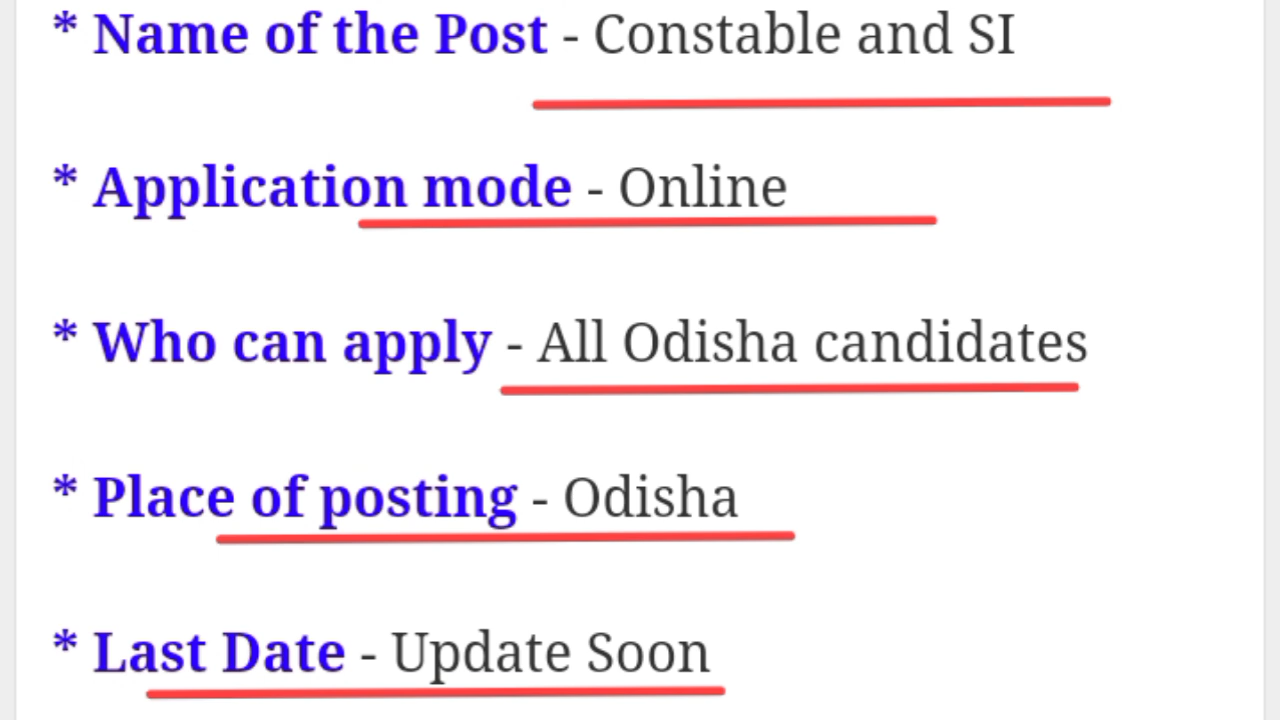 * Name of the Post - Constable and SI
* Application mode - Online
* Who can apply - All Odisha candidates
* Place of posting - Odisha
* Last Date - Update Soon